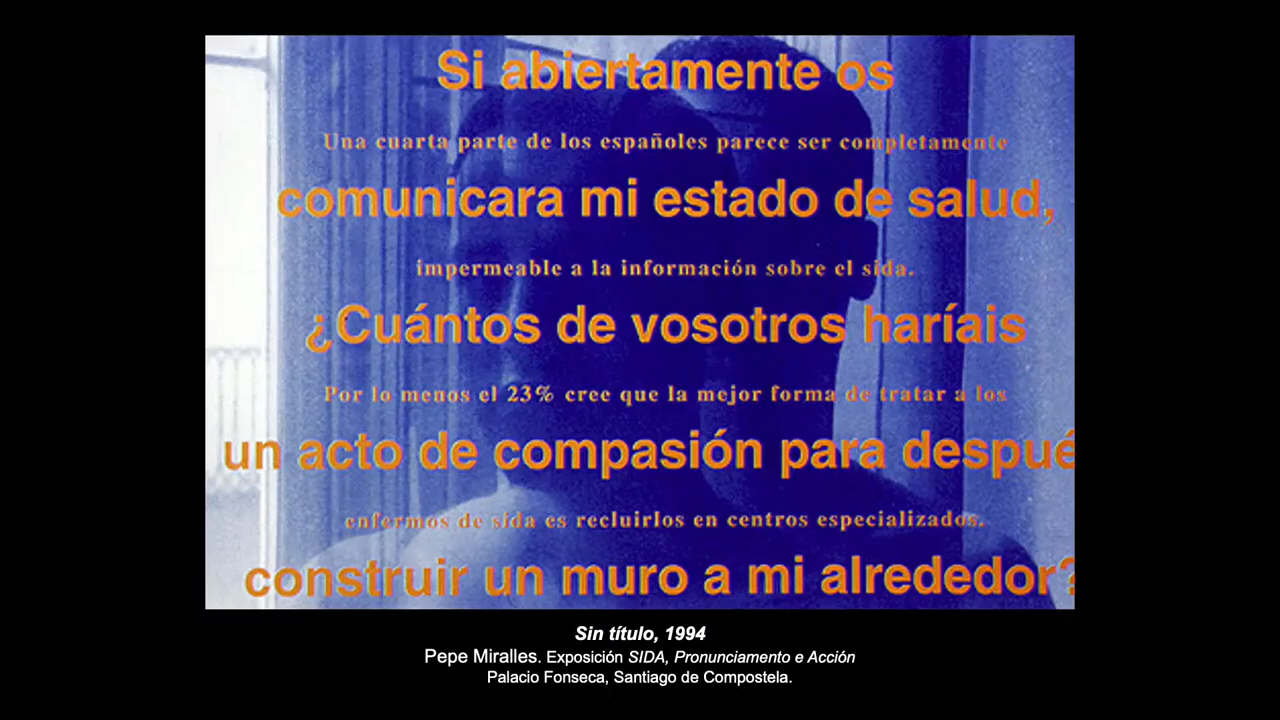 Si abiertamente os
Una cuarta parte de los españoles parece ser completamente
comunicara mi estado de salud,
impermeable a la información sobre el sida.
¿Cuántos de vosotros haríais
Por lo menos el 23% cree que la mejor forma de tratar a los
un acto de compasión para despué
enfermos de sida es recluirlos en centros especializados.
construir un muro a mi alrededor?
Sin título, 1994
Pepe Miralles. Exposición SIDA, Pronunciamento e Acción
Palacio Fonseca, Santiago de Compostela.